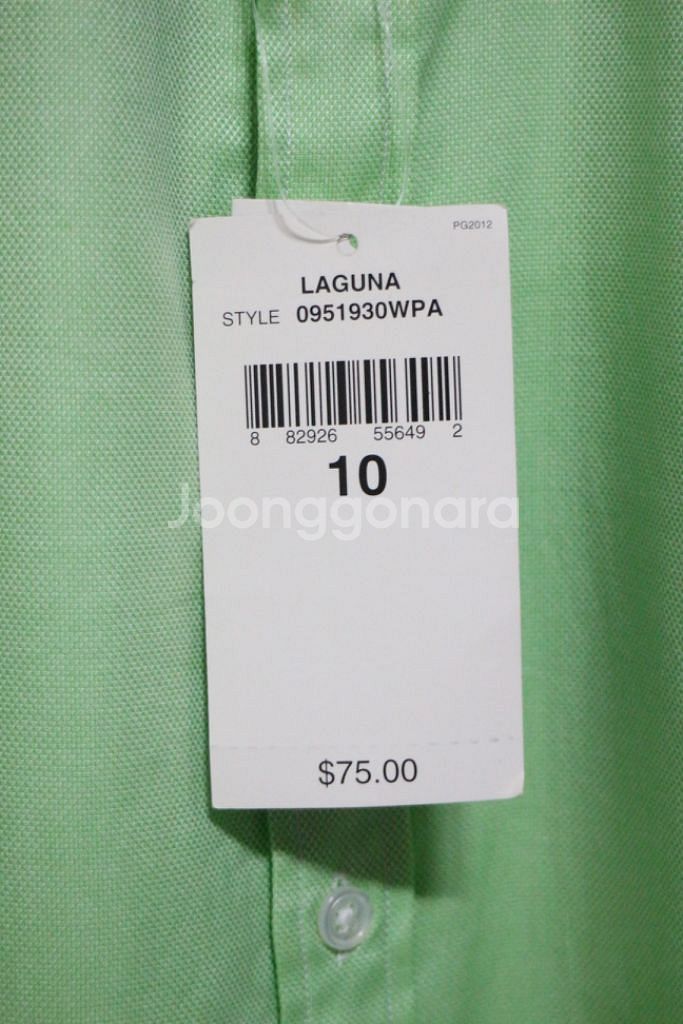 PG2012
LAGUNA
STYLE 0951930WPA
8 82926 55649 2
10
Joonggonara
$75.00